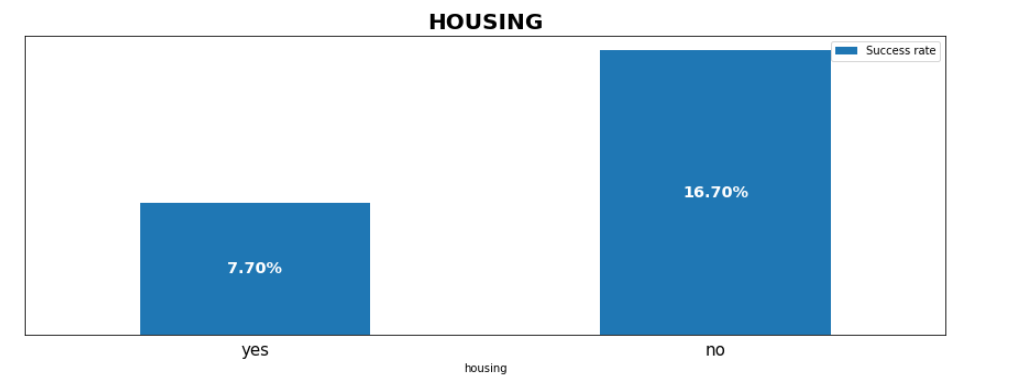 HOUSING
Success rate
16.70%
7.70%
yes
no
housing